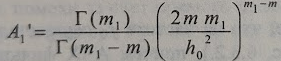 A₁' = Γ(m₁) / Γ(m₁ − m) (2m m₁ / h₀²)^(m₁−m)